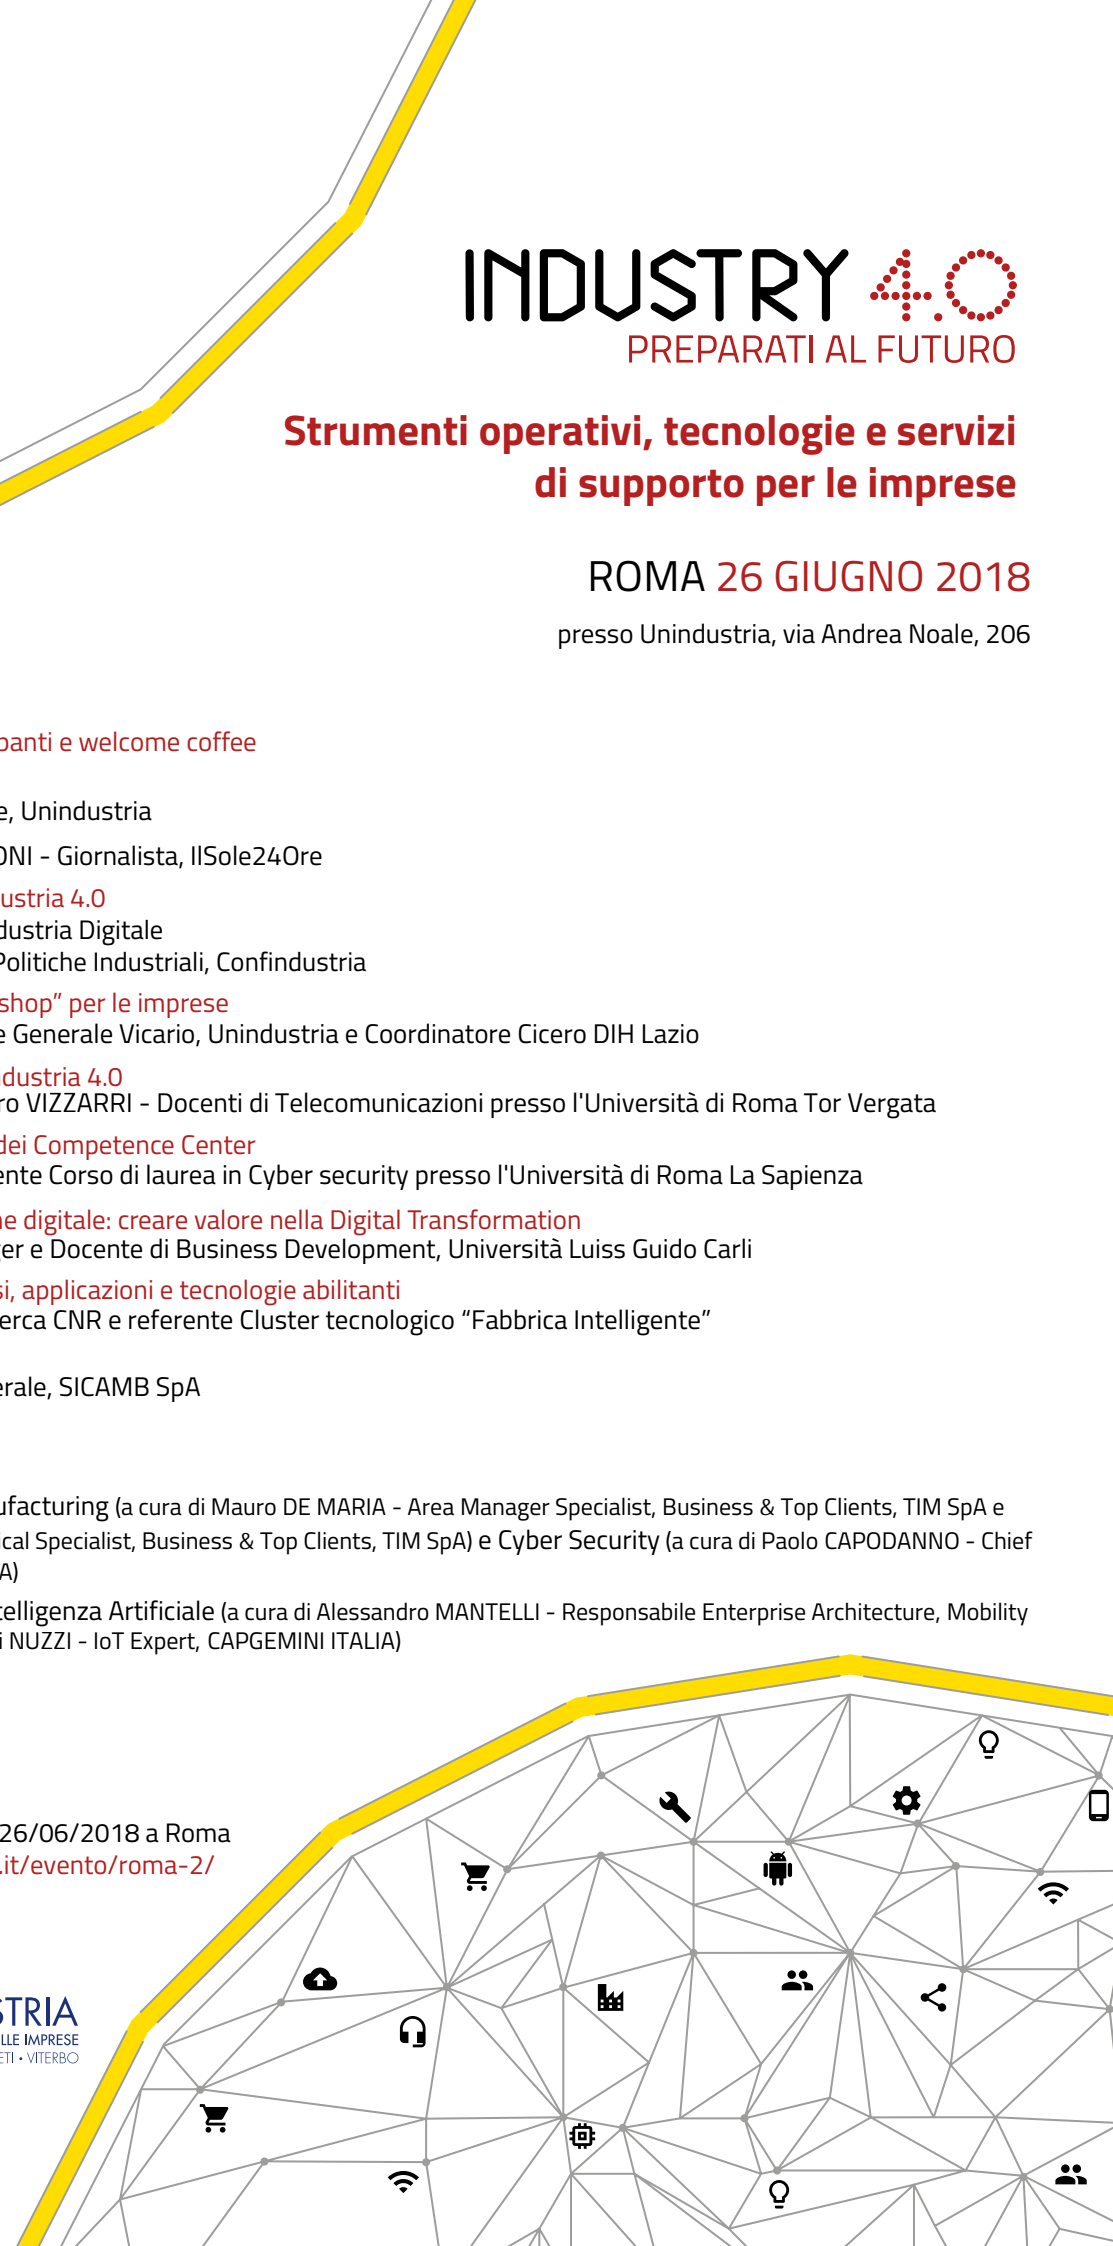 INDUSTRY 4.0
PREPARATI AL FUTURO
Strumenti operativi, tecnologie e servizi
di supporto per le imprese
ROMA 26 GIUGNO 2018
presso Unindustria, via Andrea Noale, 206
panti e welcome coffee
e, Unindustria
ONI - Giornalista, IlSole24Ore
ustria 4.0
dustria Digitale
Politiche Industriali, Confindustria
shop” per le imprese
e Generale Vicario, Unindustria e Coordinatore Cicero DIH Lazio
ndustria 4.0
ro VIZZARRI - Docenti di Telecomunicazioni presso l'Università di Roma Tor Vergata
dei Competence Center
ente Corso di laurea in Cyber security presso l'Università di Roma La Sapienza
ne digitale: creare valore nella Digital Transformation
ger e Docente di Business Development, Università Luiss Guido Carli
si, applicazioni e tecnologie abilitanti
erca CNR e referente Cluster tecnologico “Fabbrica Intelligente”
erale, SICAMB SpA
ufacturing (a cura di Mauro DE MARIA - Area Manager Specialist, Business & Top Clients, TIM SpA e
ical Specialist, Business & Top Clients, TIM SpA) e Cyber Security (a cura di Paolo CAPODANNO - Chief
A)
telligenza Artificiale (a cura di Alessandro MANTELLI - Responsabile Enterprise Architecture, Mobility
i NUZZI - IoT Expert, CAPGEMINI ITALIA)
26/06/2018 a Roma
.it/evento/roma-2/
STRIA
LLE IMPRESE
ETI • VITERBO